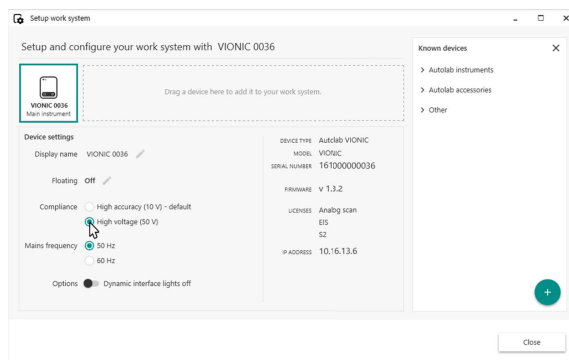 Setup work system
Setup and configure your work system with VIONIC 0036
VIONIC 0036
Main instrument
Drag a device here to add it to your work system.
Device settings
Display name VIONIC 0036
Floating Off
Compliance High accuracy (10 V) - default
High voltage (50 V)
Mains frequency 50 Hz
60 Hz
Options Dynamic interface lights off
DEVICE TYPE Autolab VIONIC
MODEL VIONIC
SERIAL NUMBER 161000000036
FIRMWARE V 1.3.2
LICENSES Analog scan
EIS
S2
IP ADDRESS 10.16.13.6
Known devices
Autolab instruments
Autolab accessories
Other
Close